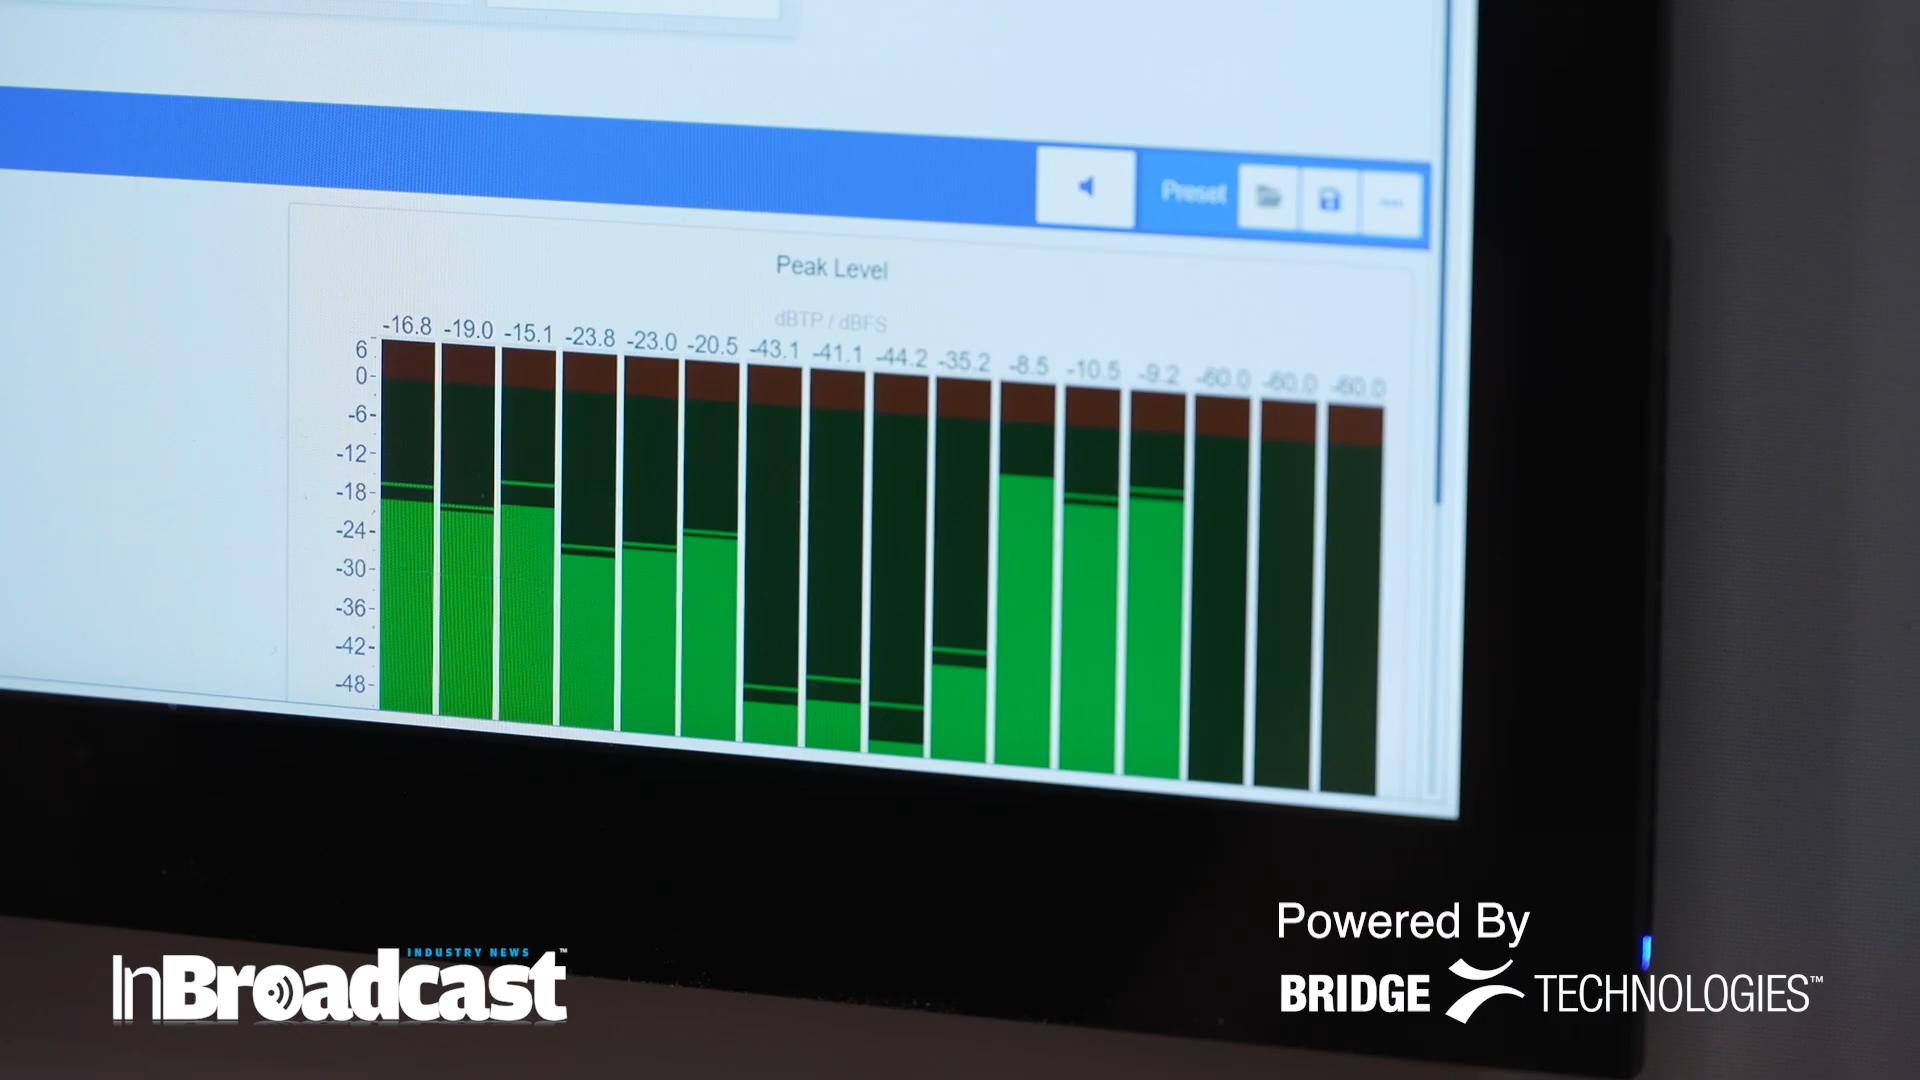 Preset
Peak Level
dBTP / dBFS
-16.8 -19.0 -15.1 -23.8 -23.0 -20.5 -43.1 -41.1 -44.2 -35.2 -8.5 -10.5 -9.2 -60.0 -60.0 -60.0
6
0
-6
-12
-18
-24
-30
-36
-42
-48
Powered By
INDUSTRY NEWS
InBroadcast™
BRIDGE TECHNOLOGIES™